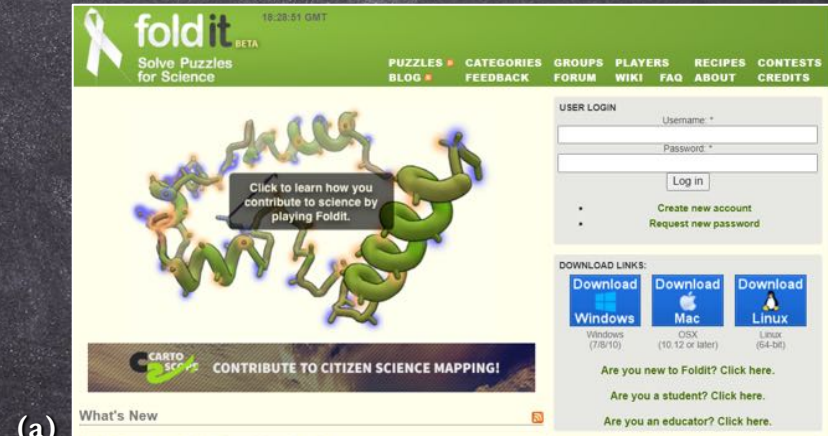 18:28:51 GMT
foldit BETA
Solve Puzzles
for Science
PUZZLES CATEGORIES GROUPS PLAYERS RECIPES CONTESTS
BLOG FEEDBACK FORUM WIKI FAQ ABOUT CREDITS
Click to learn how you
contribute to science by
playing Foldit.
CARTO
SCOPE
CONTRIBUTE TO CITIZEN SCIENCE MAPPING!
What's New
USER LOGIN
Username: *
Password: *
Log in
Create new account
Request new password
DOWNLOAD LINKS:
Download Download Download
Windows Mac Linux
Windows OSX Linux
(7/8/10) (10.12 or later) (64-bit)
Are you new to Foldit? Click here.
Are you a student? Click here.
Are you an educator? Click here.
(a)